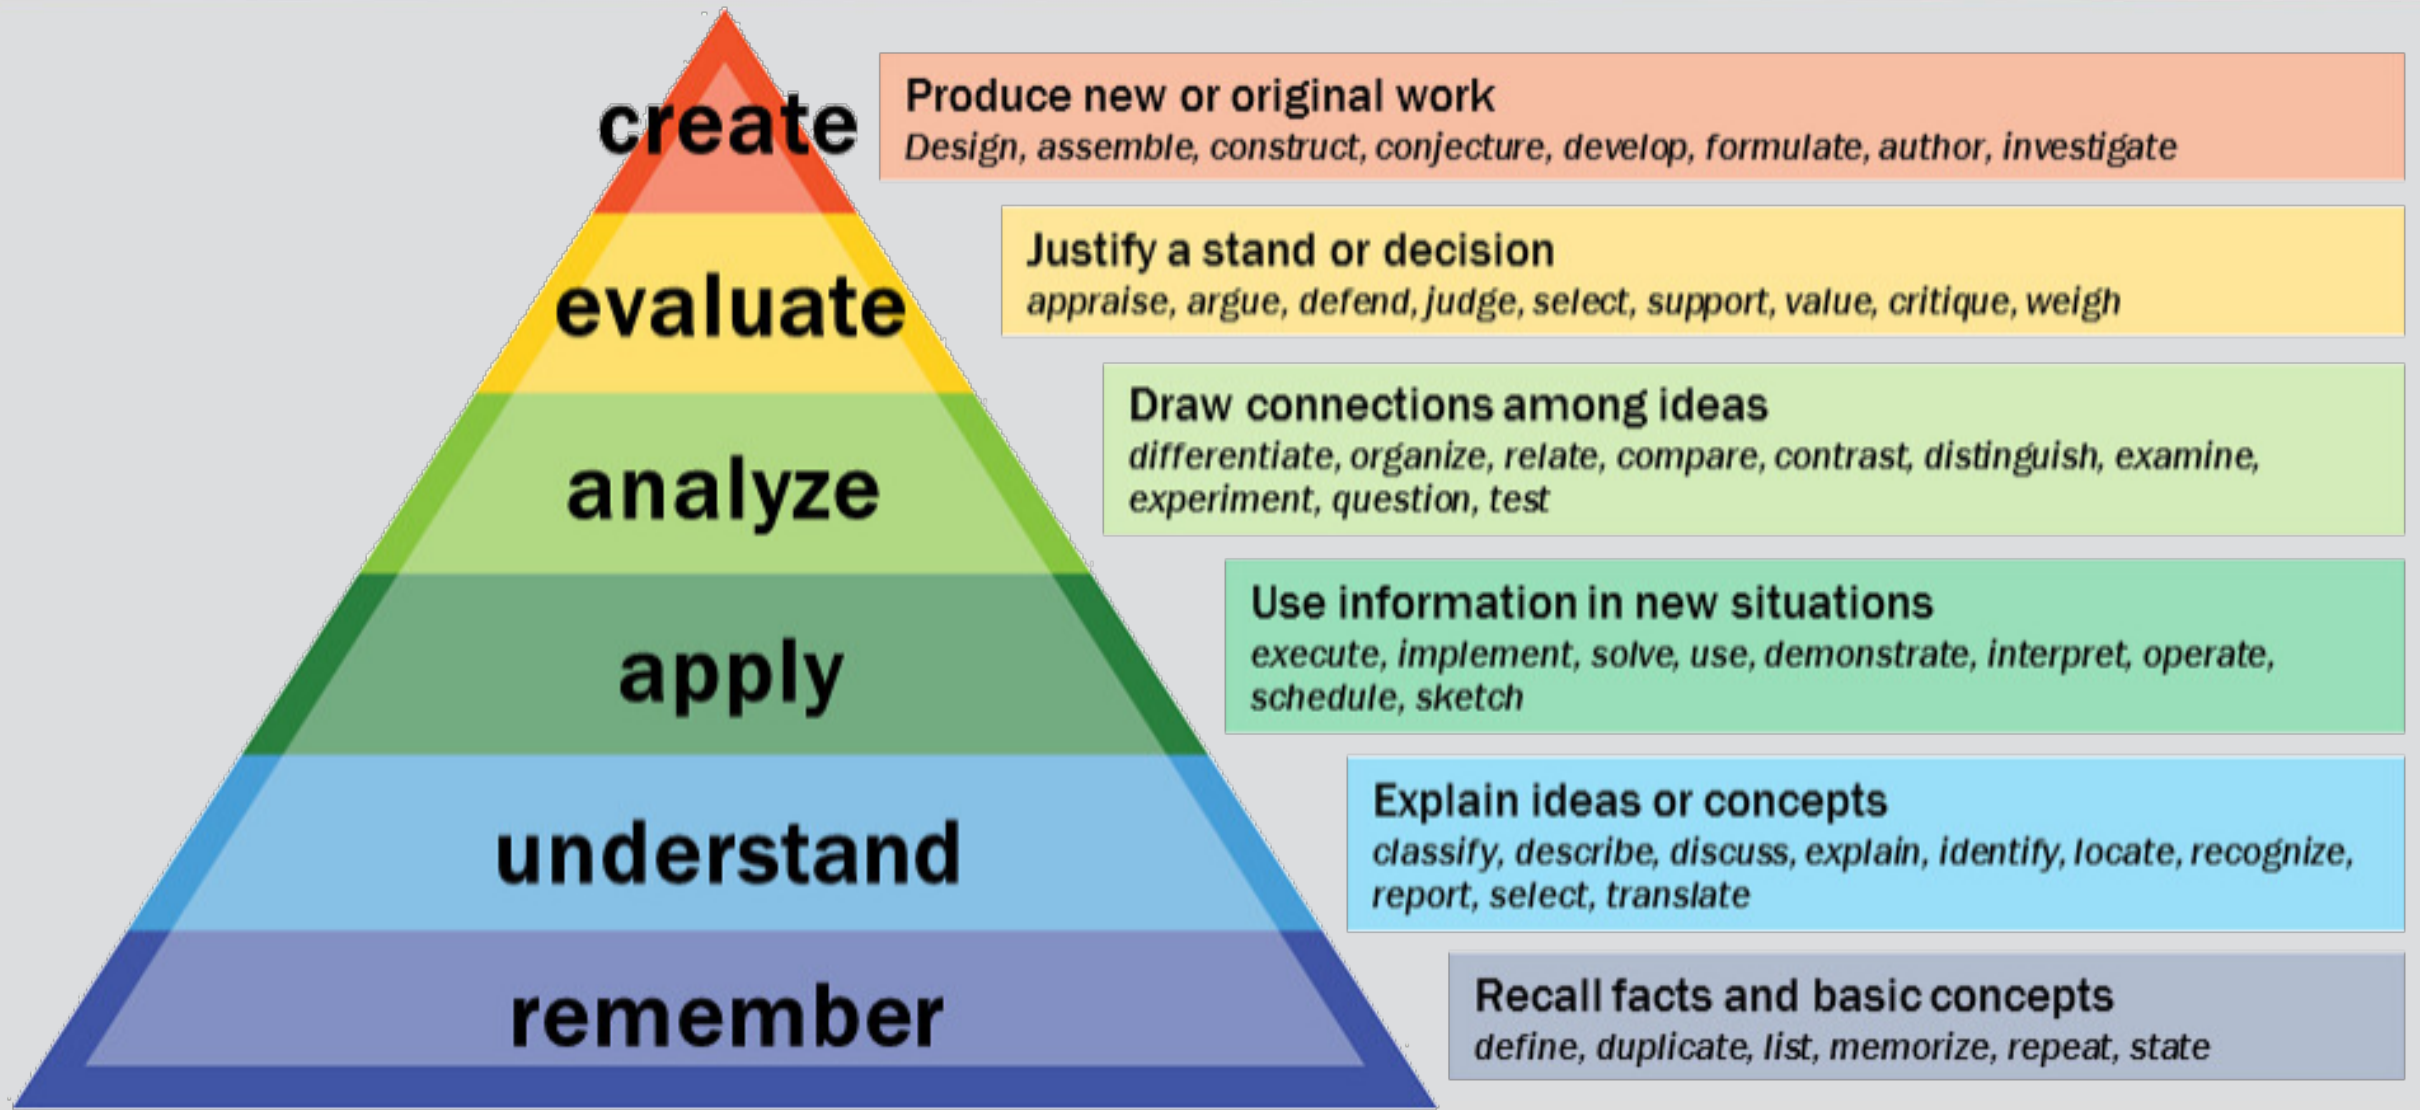 create
Produce new or original work
Design, assemble, construct, conjecture, develop, formulate, author, investigate
evaluate
Justify a stand or decision
appraise, argue, defend, judge, select, support, value, critique, weigh
analyze
Draw connections among ideas
differentiate, organize, relate, compare, contrast, distinguish, examine,
experiment, question, test
apply
Use information in new situations
execute, implement, solve, use, demonstrate, interpret, operate,
schedule, sketch
understand
Explain ideas or concepts
classify, describe, discuss, explain, identify, locate, recognize,
report, select, translate
remember
Recall facts and basic concepts
define, duplicate, list, memorize, repeat, state